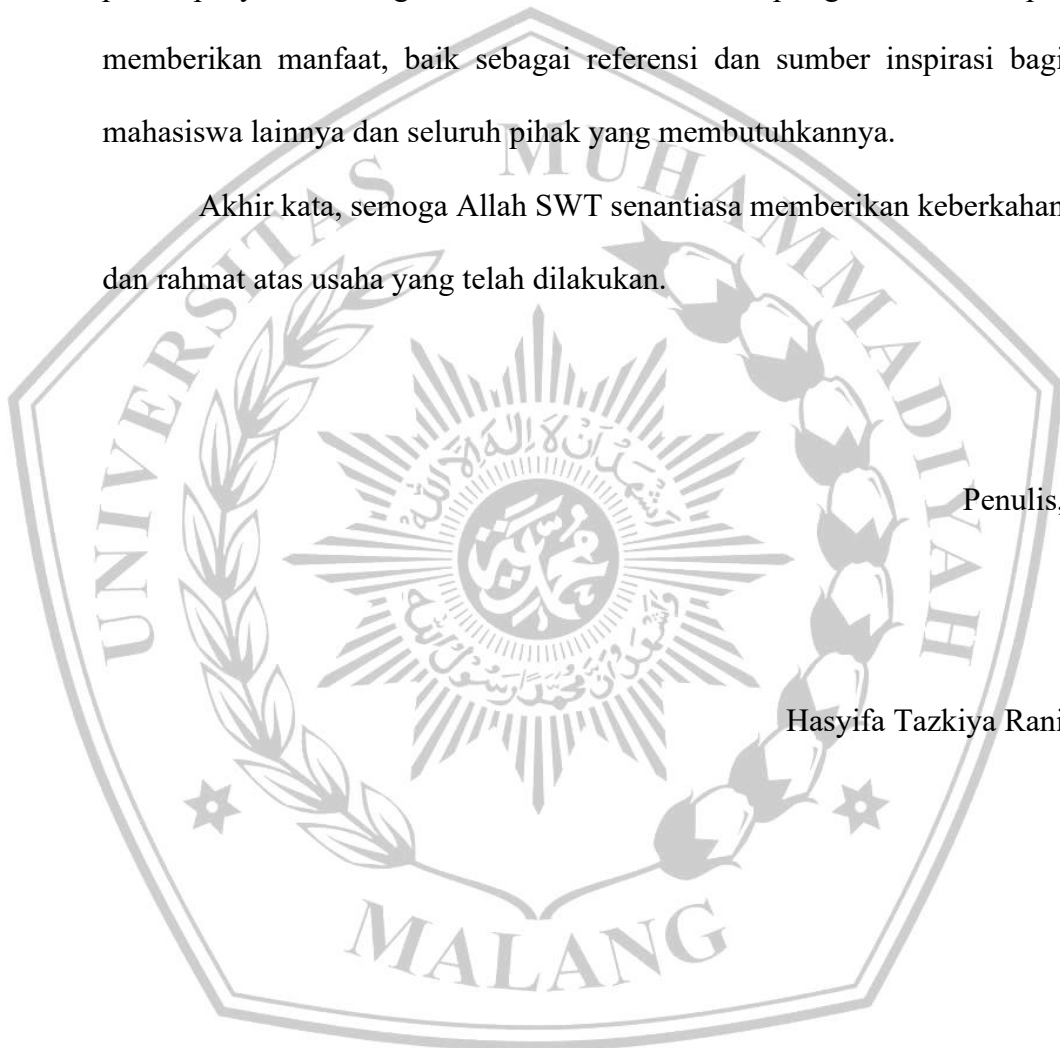 memberikan manfaat, baik sebagai referensi dan sumber inspirasi bagi
mahasiswa lainnya dan seluruh pihak yang membutuhkannya.
Akhir kata, semoga Allah SWT senantiasa memberikan keberkahan
dan rahmat atas usaha yang telah dilakukan.
Penulis,
Hasyifa Tazkiya Rani
UNIVERSITAS MUHAMMADIYAH
MALANG